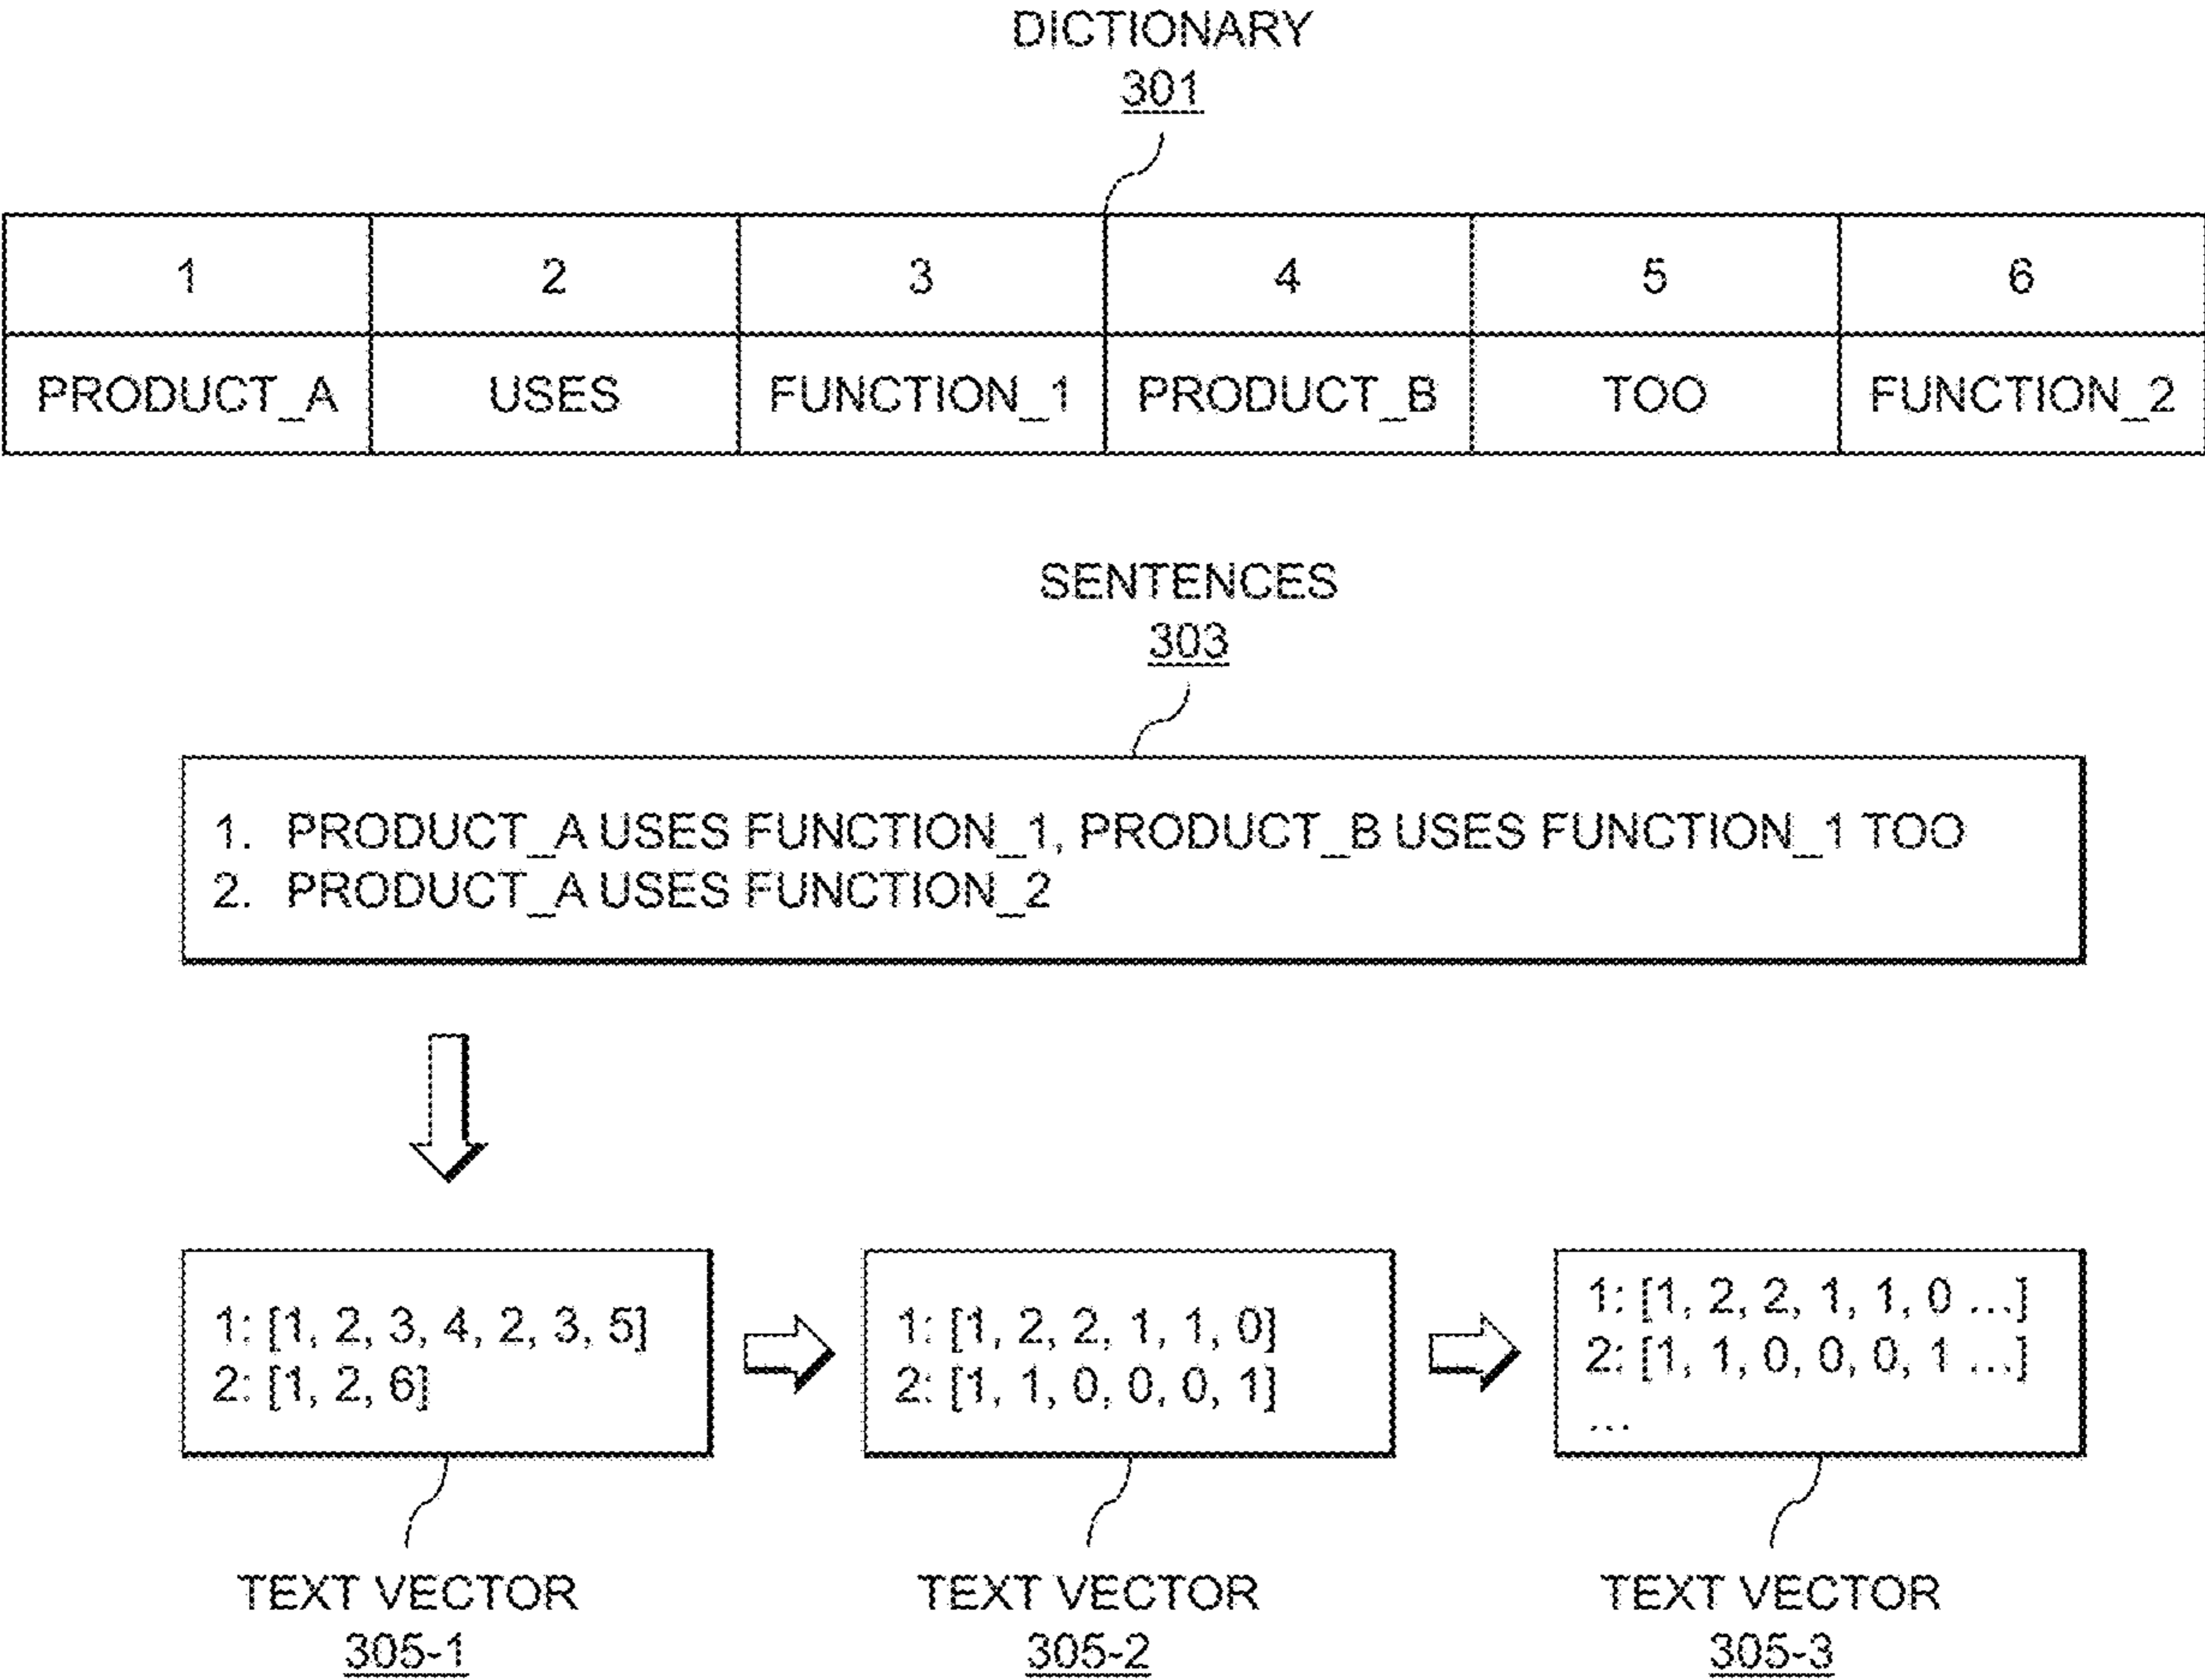 DICTIONARY
301
1 2 3 4 5 6
PRODUCT_A USES FUNCTION_1 PRODUCT_B TOO FUNCTION_2
SENTENCES
303
1. PRODUCT_A USES FUNCTION_1, PRODUCT_B USES FUNCTION_1 TOO
2. PRODUCT_A USES FUNCTION_2
1: [1, 2, 3, 4, 2, 3, 5]
2: [1, 2, 6]
1: [1, 2, 2, 1, 1, 0]
2: [1, 1, 0, 0, 0, 1]
1: [1, 2, 2, 1, 1, 0 ...]
2: [1, 1, 0, 0, 0, 1 ...]
...
TEXT VECTOR
305-1
TEXT VECTOR
305-2
TEXT VECTOR
305-3